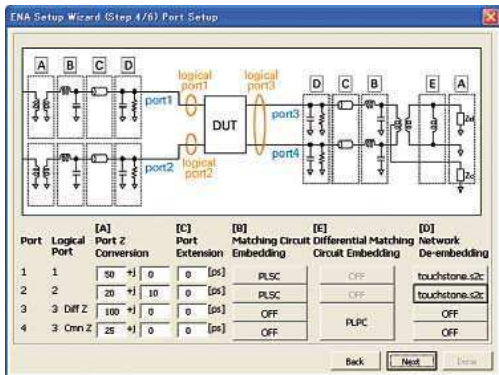 ENA Setup Wizard (Step 4/6) Port Setup
A B C D
logical port1
logical port3
D C B E A
port1
port3
DUT
Zd
port2
logical port2
port4
Zc
[A] [C] [B] [E] [D]
Port Logical Port Port Z Conversion Port Extension Matching Circuit Embedding Differential Matching Circuit Embedding Network De-embedding
1 1 50 +j 0 0 [ps] PLSC OFF touchstone.s2c
2 2 20 +j 10 0 [ps] PLSC OFF touchstone.s2c
3 3 Diff Z 100 +j 0 0 [ps] OFF PLPC OFF
4 3 Cmn Z 25 +j 0 0 [ps] OFF OFF
Back Next